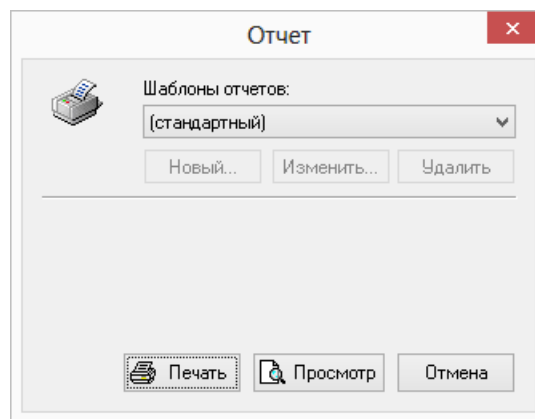 Отчет
Шаблоны отчетов:
(стандартный)
Новый... Изменить... Удалить
Печать Просмотр Отмена